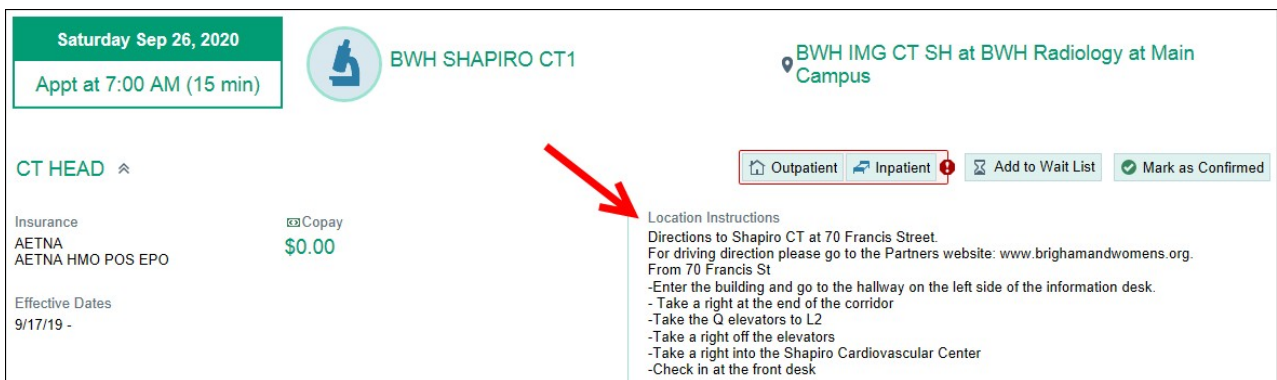 Saturday Sep 26, 2020
Appt at 7:00 AM (15 min)
BWH SHAPIRO CT1
BWH IMG CT SH at BWH Radiology at Main
Campus
CT HEAD
Outpatient
Inpatient
Add to Wait List
Mark as Confirmed
Insurance
AETNA
AETNA HMO POS EPO
Copay
$0.00
Effective Dates
9/17/19 -
Location Instructions
Directions to Shapiro CT at 70 Francis Street.
For driving direction please go to the Partners website: www.brighamandwomens.org.
From 70 Francis St
-Enter the building and go to the hallway on the left side of the information desk.
- Take a right at the end of the corridor
-Take the Q elevators to L2
-Take a right off the elevators
-Take a right into the Shapiro Cardiovascular Center
-Check in at the front desk